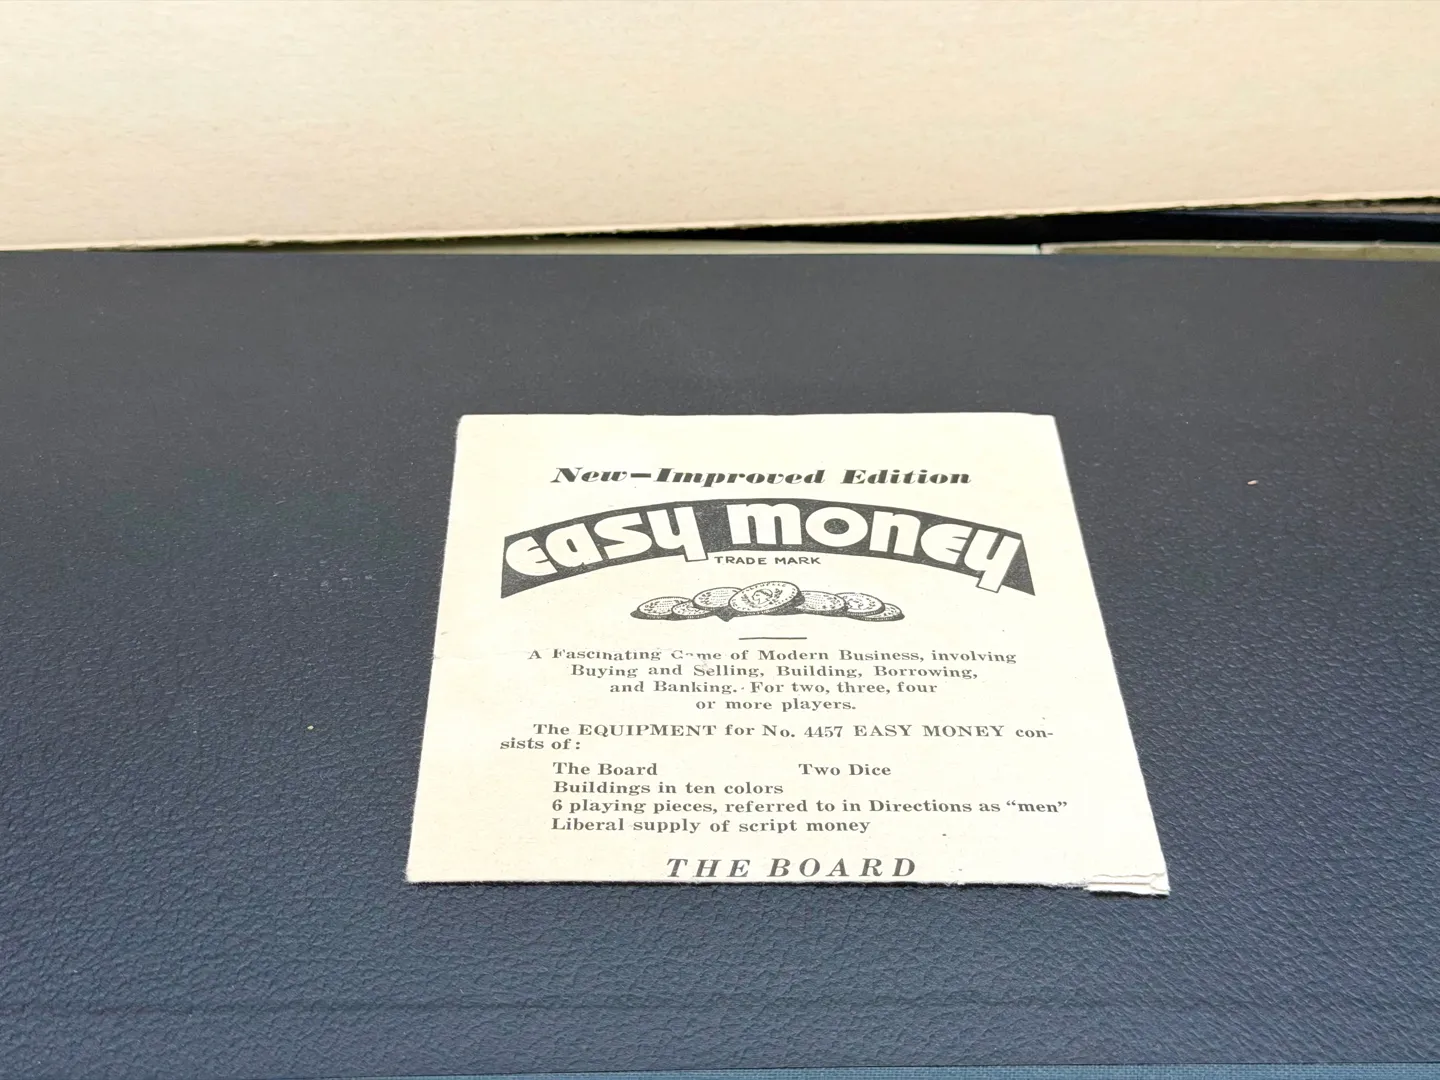 New-Improved Edition
easy money
TRADE MARK
A Fascinating Game of Modern Business, involving
Buying and Selling, Building, Borrowing,
and Banking. For two, three, four
or more players.
The EQUIPMENT for No. 4457 EASY MONEY con-
sists of:
The Board Two Dice
Buildings in ten colors
6 playing pieces, referred to in Directions as "men"
Liberal supply of script money
THE BOARD